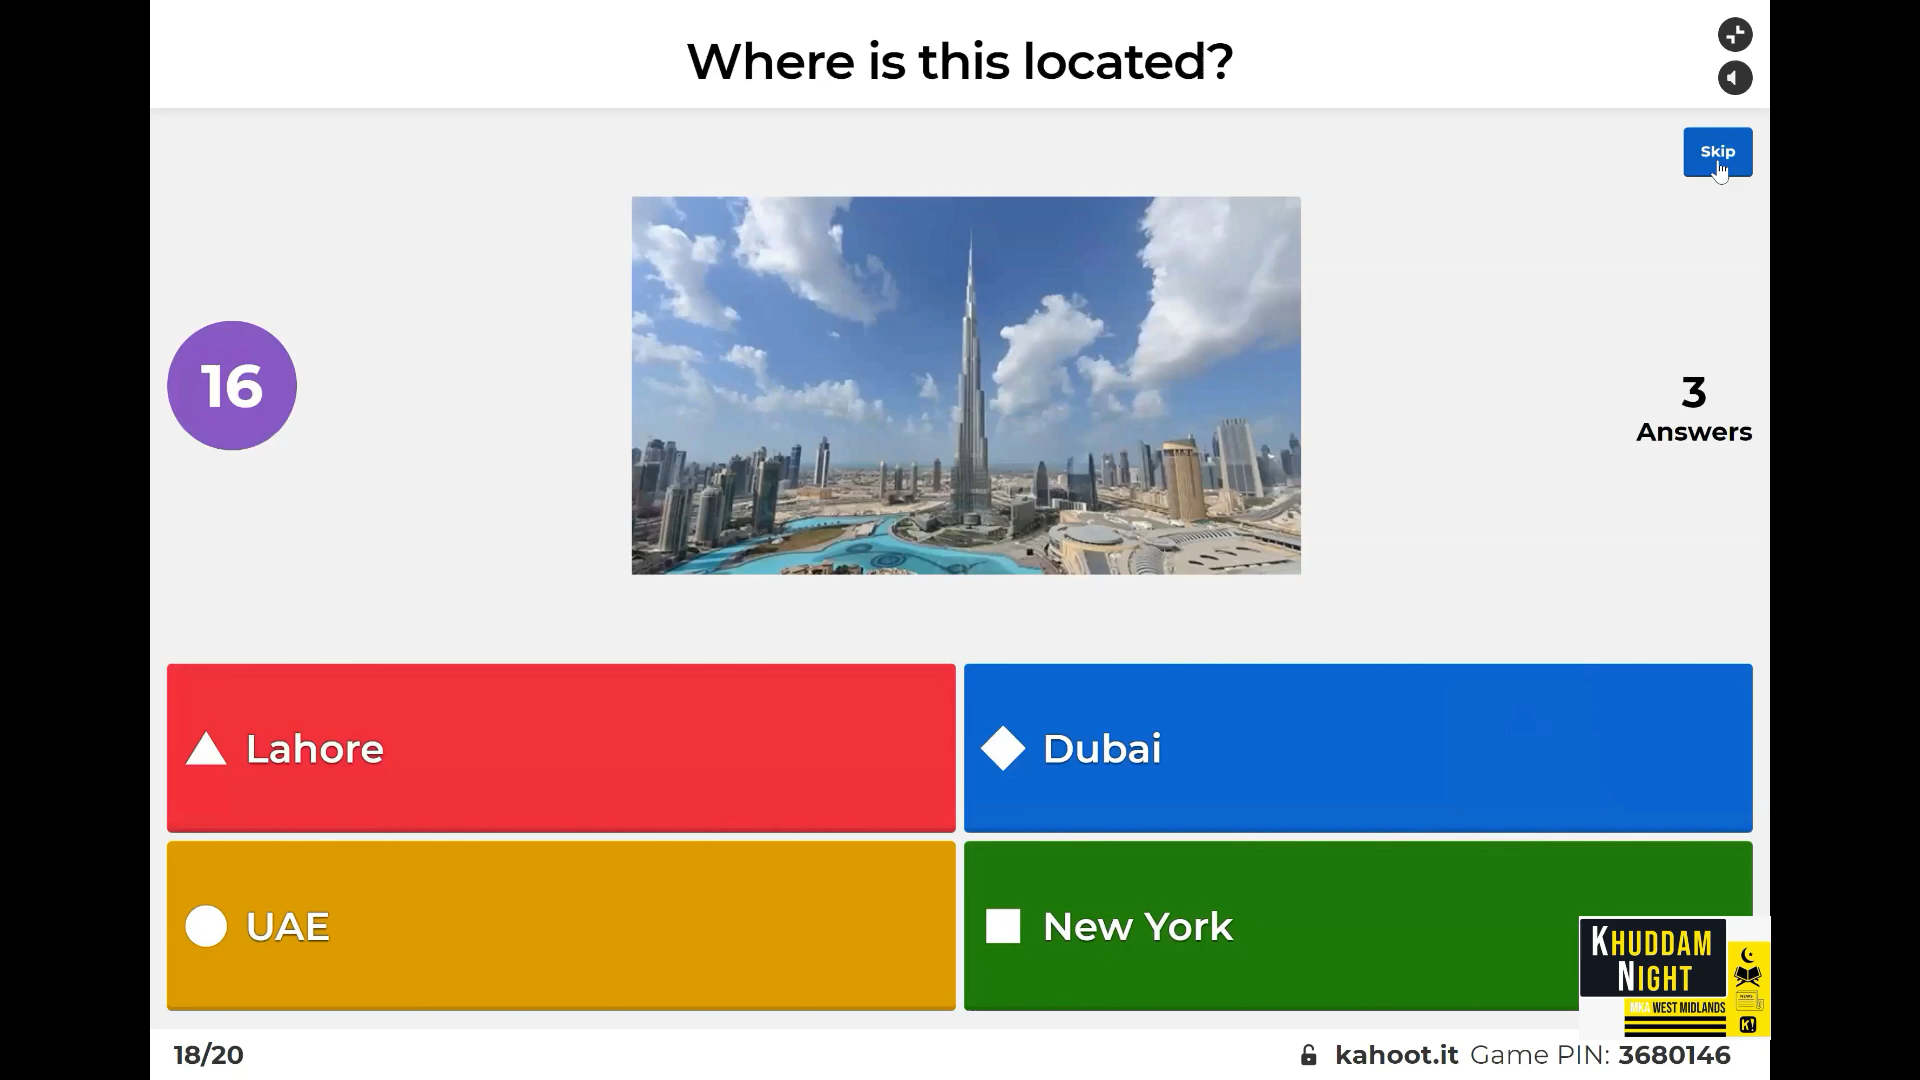 Where is this located?
Skip
16
3
Answers
Lahore
Dubai
UAE
New York
KHUDDAM
NIGHT
MKA WEST MIDLANDS
NEWS
K!
18/20
kahoot.it Game PIN: 3680146